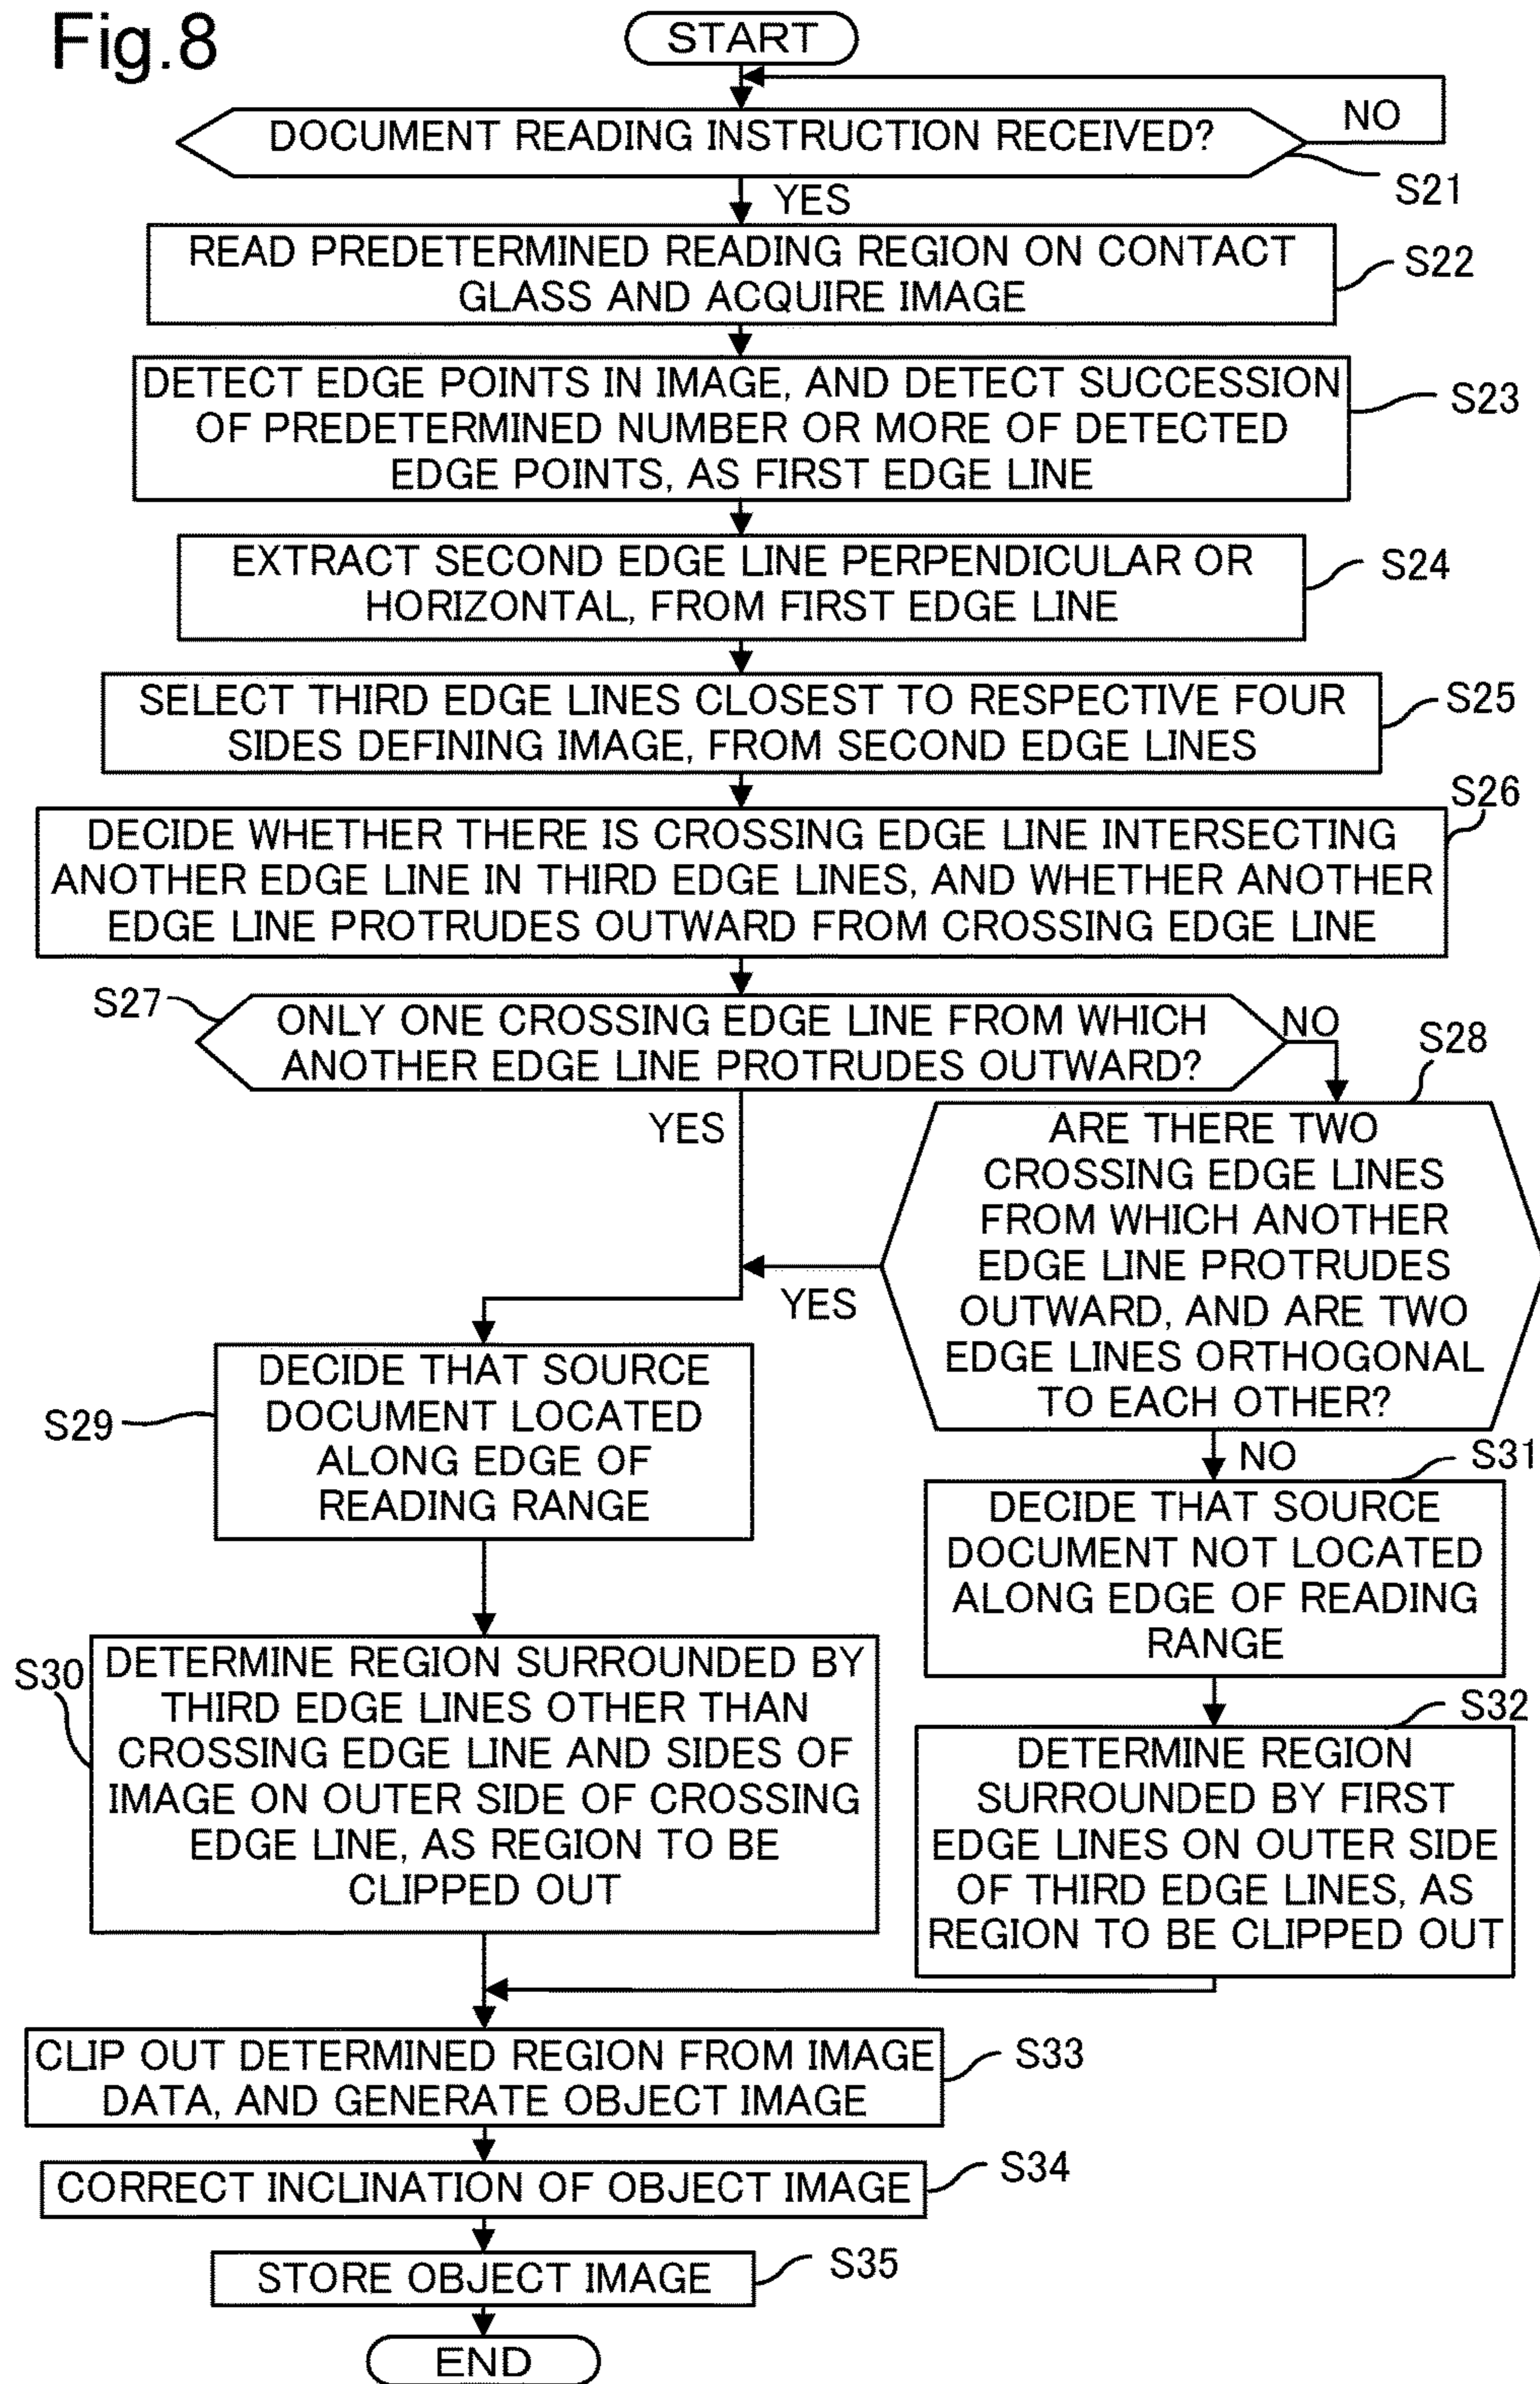 Fig.8
START
DOCUMENT READING INSTRUCTION RECEIVED?
NO
S21
YES
READ PREDETERMINED READING REGION ON CONTACT
GLASS AND ACQUIRE IMAGE
S22
DETECT EDGE POINTS IN IMAGE, AND DETECT SUCCESSION
OF PREDETERMINED NUMBER OR MORE OF DETECTED
EDGE POINTS, AS FIRST EDGE LINE
S23
EXTRACT SECOND EDGE LINE PERPENDICULAR OR
HORIZONTAL, FROM FIRST EDGE LINE
S24
SELECT THIRD EDGE LINES CLOSEST TO RESPECTIVE FOUR
SIDES DEFINING IMAGE, FROM SECOND EDGE LINES
S25
S26
DECIDE WHETHER THERE IS CROSSING EDGE LINE INTERSECTING
ANOTHER EDGE LINE IN THIRD EDGE LINES, AND WHETHER ANOTHER
EDGE LINE PROTRUDES OUTWARD FROM CROSSING EDGE LINE
S27
ONLY ONE CROSSING EDGE LINE FROM WHICH
ANOTHER EDGE LINE PROTRUDES OUTWARD?
NO
S28
YES
ARE THERE TWO
CROSSING EDGE LINES
FROM WHICH ANOTHER
EDGE LINE PROTRUDES
OUTWARD, AND ARE TWO
EDGE LINES ORTHOGONAL
TO EACH OTHER?
YES
NO
S29
DECIDE THAT SOURCE
DOCUMENT LOCATED
ALONG EDGE OF
READING RANGE
S31
DECIDE THAT SOURCE
DOCUMENT NOT LOCATED
ALONG EDGE OF READING
RANGE
S30
DETERMINE REGION SURROUNDED BY
THIRD EDGE LINES OTHER THAN
CROSSING EDGE LINE AND SIDES OF
IMAGE ON OUTER SIDE OF CROSSING
EDGE LINE, AS REGION TO BE
CLIPPED OUT
S32
DETERMINE REGION
SURROUNDED BY FIRST
EDGE LINES ON OUTER SIDE
OF THIRD EDGE LINES, AS
REGION TO BE CLIPPED OUT
CLIP OUT DETERMINED REGION FROM IMAGE
DATA, AND GENERATE OBJECT IMAGE
S33
CORRECT INCLINATION OF OBJECT IMAGE
S34
STORE OBJECT IMAGE
S35
END